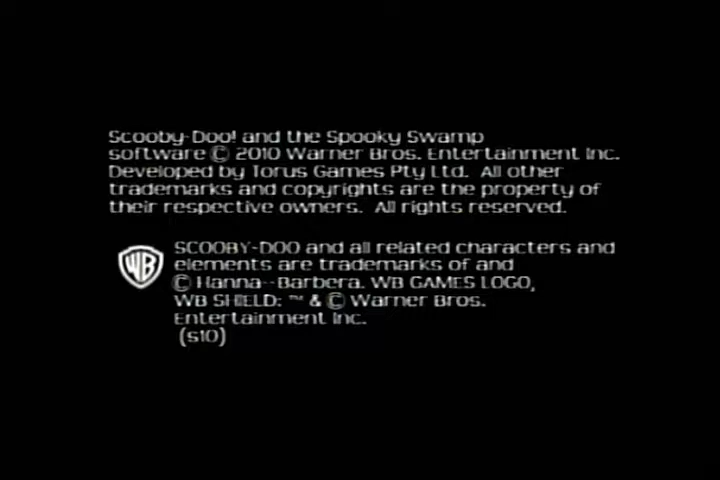 Scooby-Doo! and the Spooky Swamp
software © 2010 Warner Bros. Entertainment Inc.
Developed by Torus Games Pty Ltd. All other
trademarks and copyrights are the property of
their respective owners. All rights reserved.
WB
SCOOBY-DOO and all related characters and
elements are trademarks of and
© Hanna--Barbera. WB GAMES LOGO,
WB SHIELD: ™ & © Warner Bros.
Entertainment Inc.
(s10)